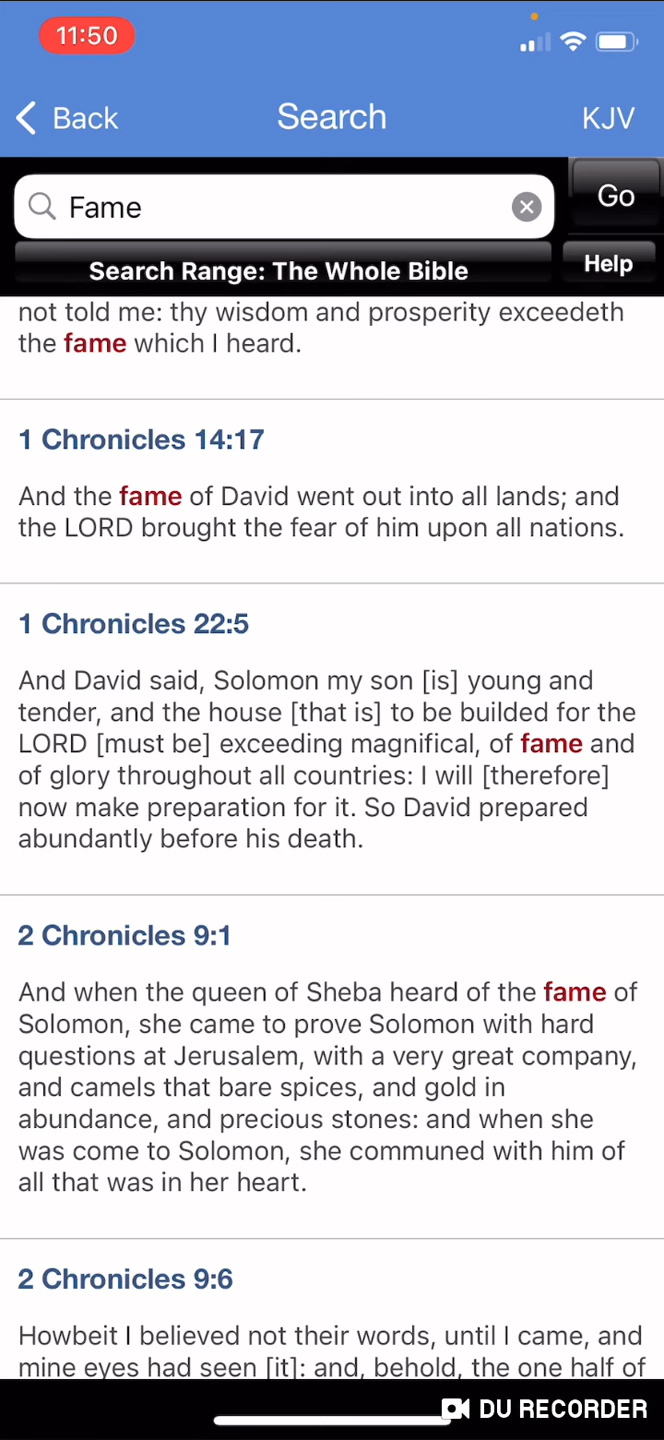 11:50
Back
Search
KJV
Fame
Go
Search Range: The Whole Bible
Help
not told me: thy wisdom and prosperity exceedeth
the fame which I heard.
1 Chronicles 14:17
And the fame of David went out into all lands; and
the LORD brought the fear of him upon all nations.
1 Chronicles 22:5
And David said, Solomon my son [is] young and
tender, and the house [that is] to be builded for the
LORD [must be] exceeding magnifical, of fame and
of glory throughout all countries: I will [therefore]
now make preparation for it. So David prepared
abundantly before his death.
2 Chronicles 9:1
And when the queen of Sheba heard of the fame of
Solomon, she came to prove Solomon with hard
questions at Jerusalem, with a very great company,
and camels that bare spices, and gold in
abundance, and precious stones: and when she
was come to Solomon, she communed with him of
all that was in her heart.
2 Chronicles 9:6
Howbeit I believed not their words, until I came, and
mine eyes had seen [it]: and, behold, the one half of
DU RECORDER